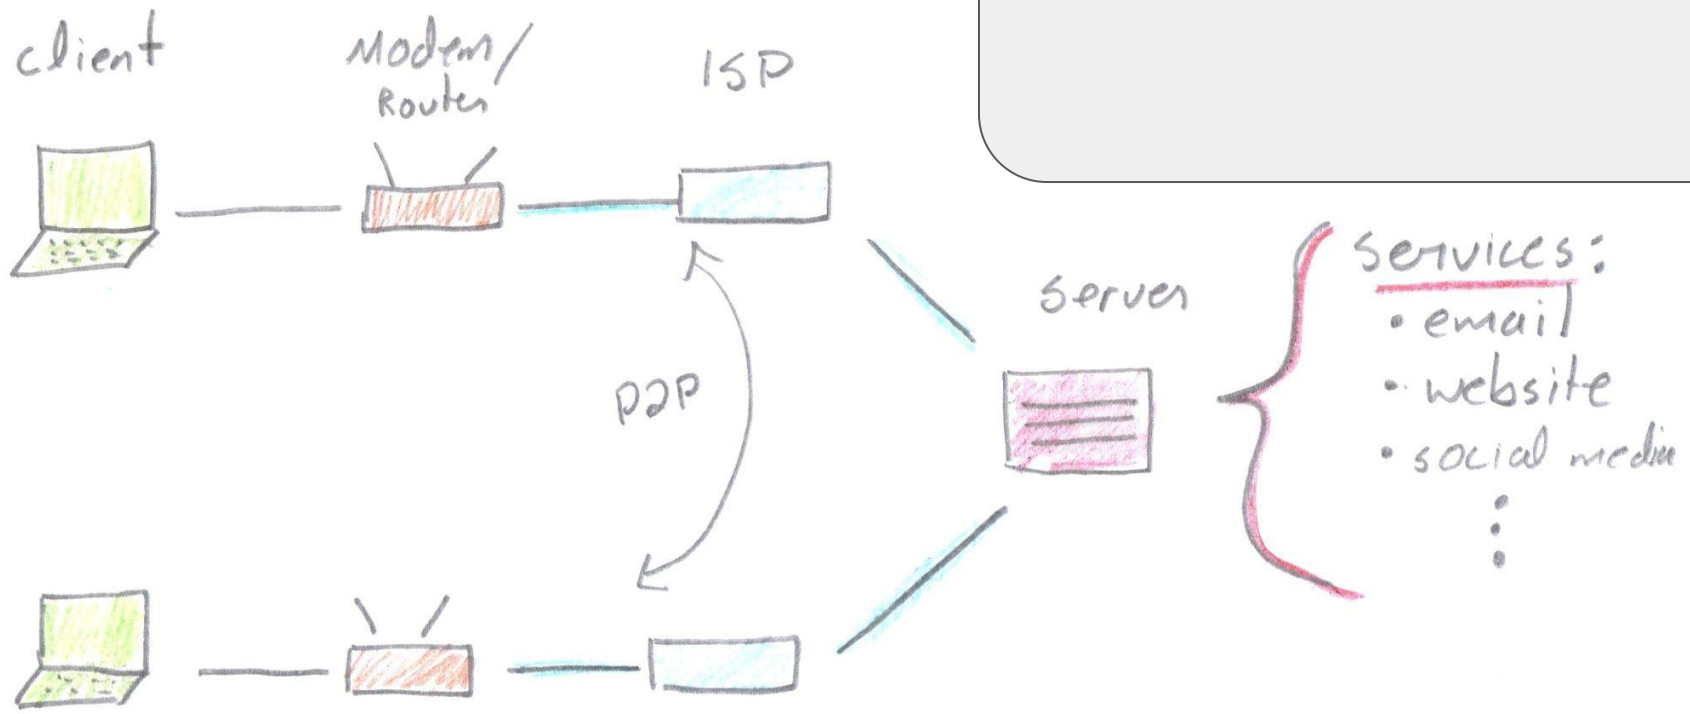 client
Modem/
Router
ISP
P2P
Server
Services:
• email
• website
• social media